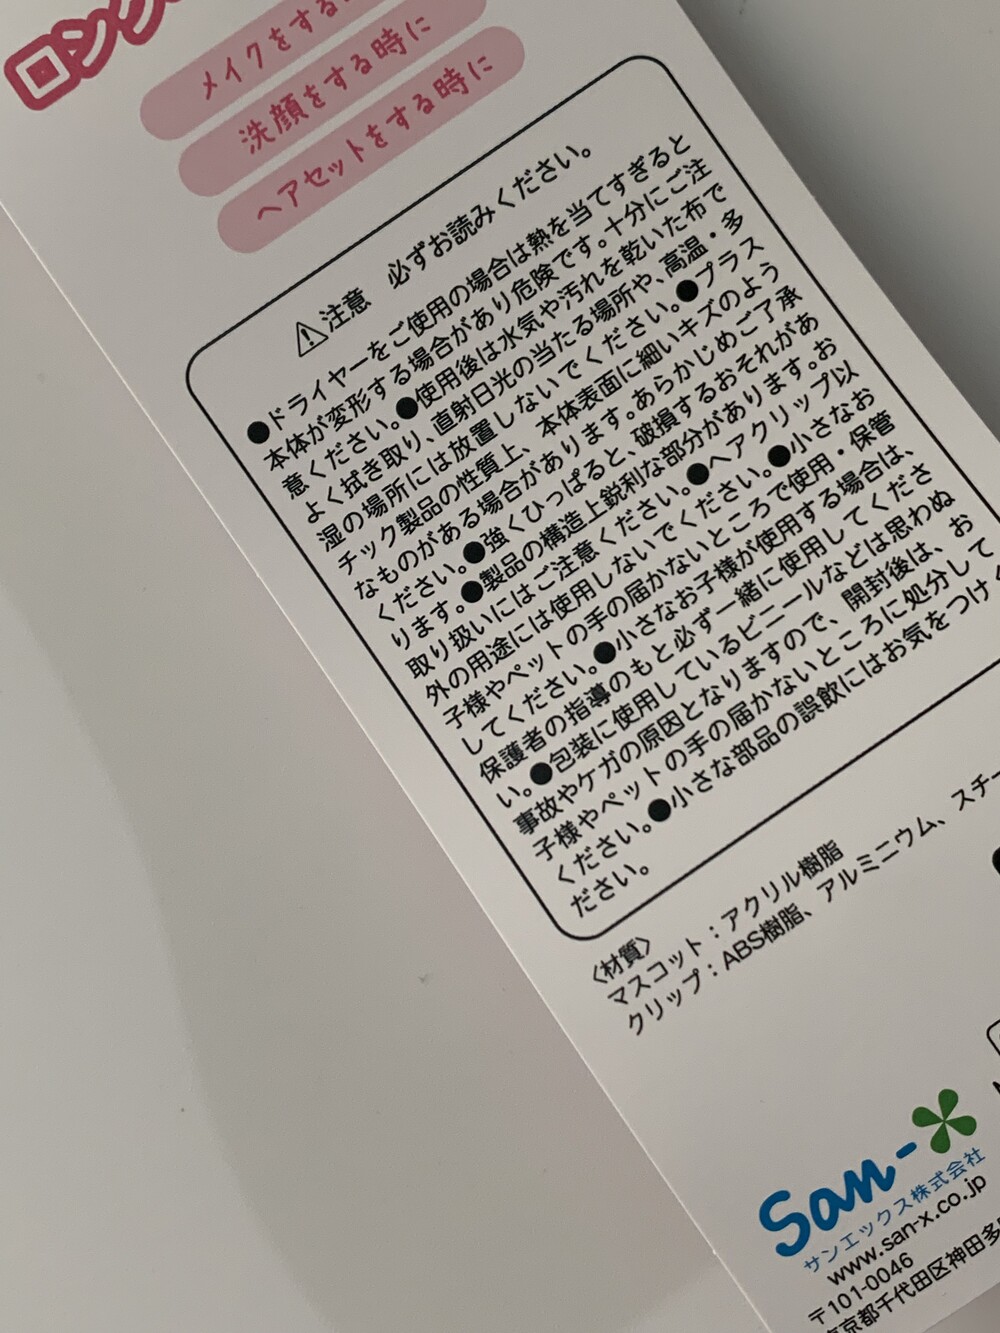 ロング
メイクをする
洗顔をする時に
ヘアセットをする時に
⚠注意 必ずお読みください。
●ドライヤーをご使用の場合は熱を当てすぎると
本体が変形する場合があり危険です。十分にご注
意ください。●使用後は水気や汚れを乾いた布で
よく拭き取り、直射日光の当たる場所や、高温・多
湿の場所には放置しないでください。●プラス
チック製品の性質上、本体表面に細いキズのよう
なものがある場合があります。あらかじめご了承
ください。●強くひっぱると、破損するおそれがあ
ります。●製品の構造上鋭利な部分があります。お
取り扱いにはご注意ください。●ヘアクリップ以
外の用途には使用しないでください。●小さなお
子様やペットの手の届かないところで使用・保管
してください。●小さなお子様が使用する場合は、
保護者の指導のもと必ず一緒に使用してくださ
い。●包装に使用しているビニールなどは思わぬ
事故やケガの原因となりますので、開封後は、お
子様やペットの手の届かないところに処分して
ください。●小さな部品の誤飲にはお気をつけく
ださい。
〈材質〉
マスコット：アクリル樹脂
クリップ：ABS樹脂、アルミニウム、スチー
San-X
サンエックス株式会社
www.san-x.co.jp
〒101-0046
東京都千代田区神田多